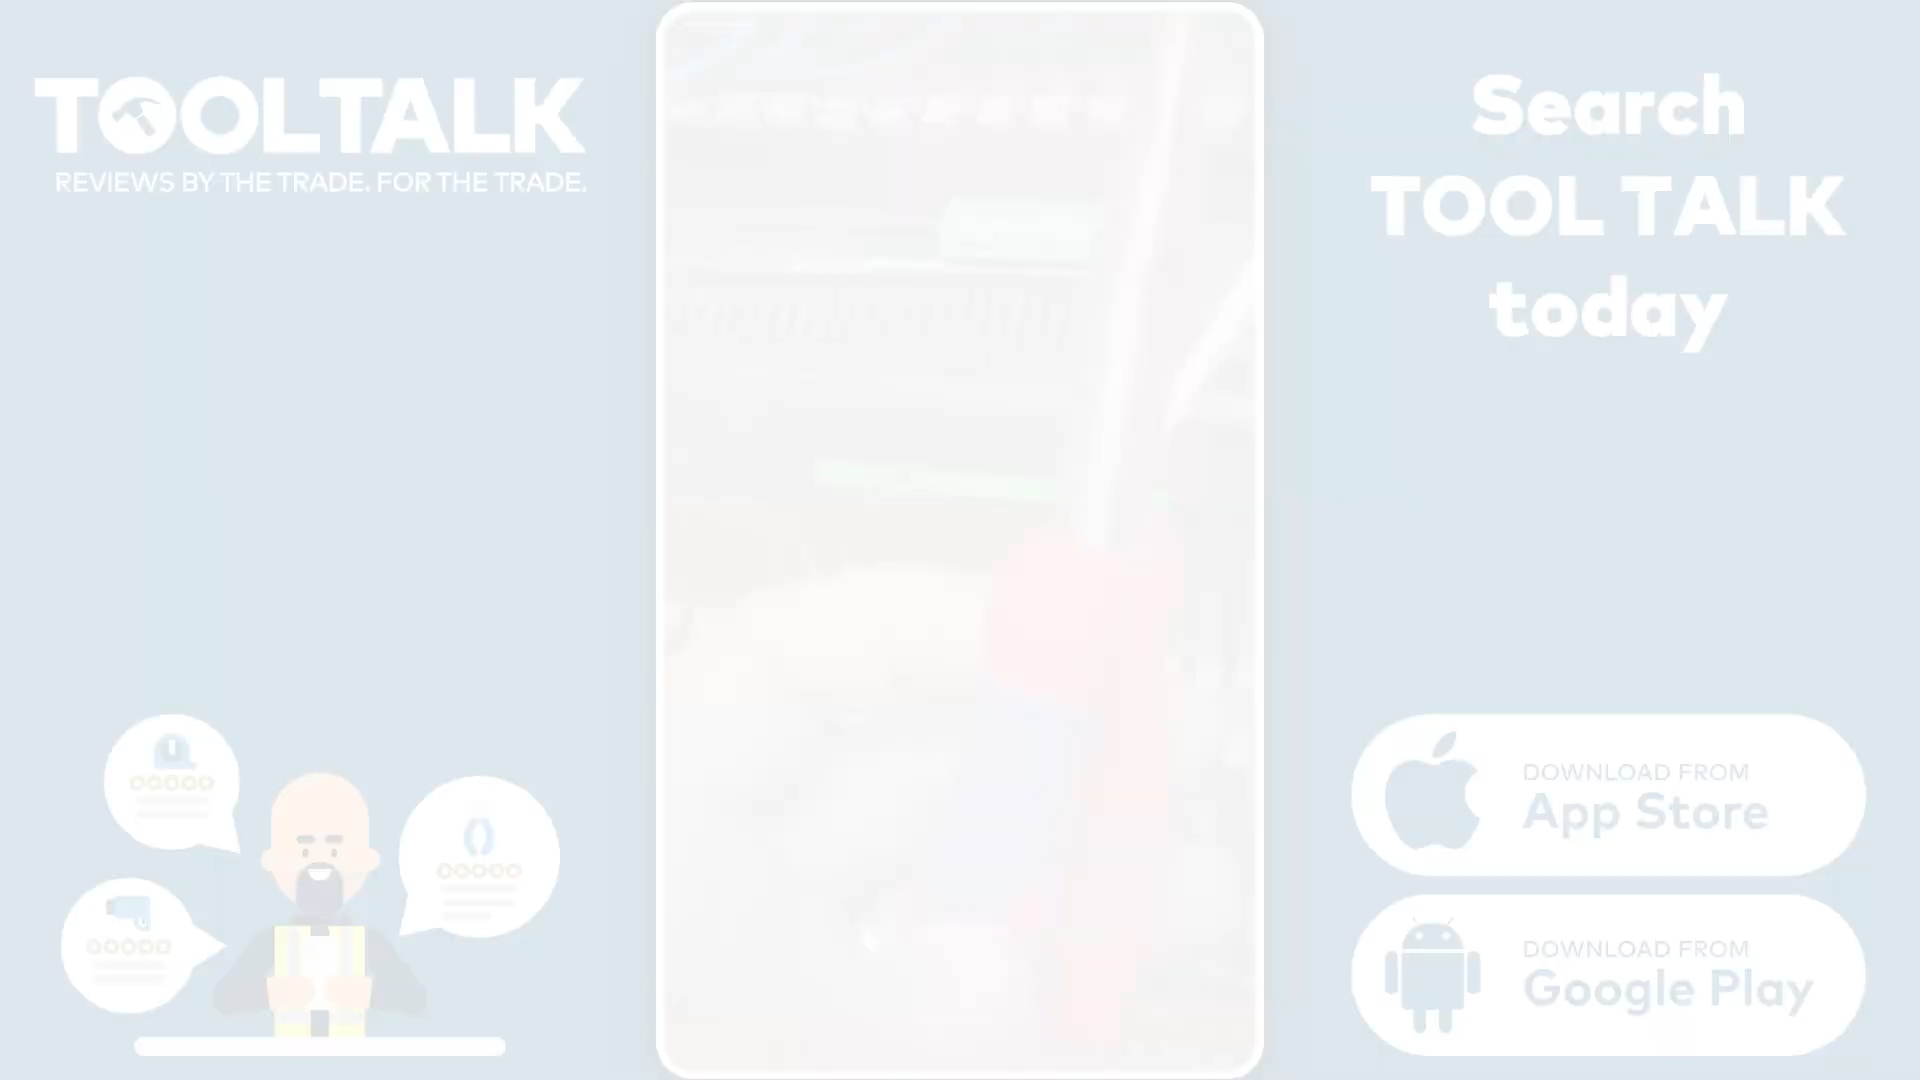 TOOLTALK
REVIEWS BY THE TRADE. FOR THE TRADE.
Search
TOOL TALK
today
DOWNLOAD FROM
App Store
DOWNLOAD FROM
Google Play